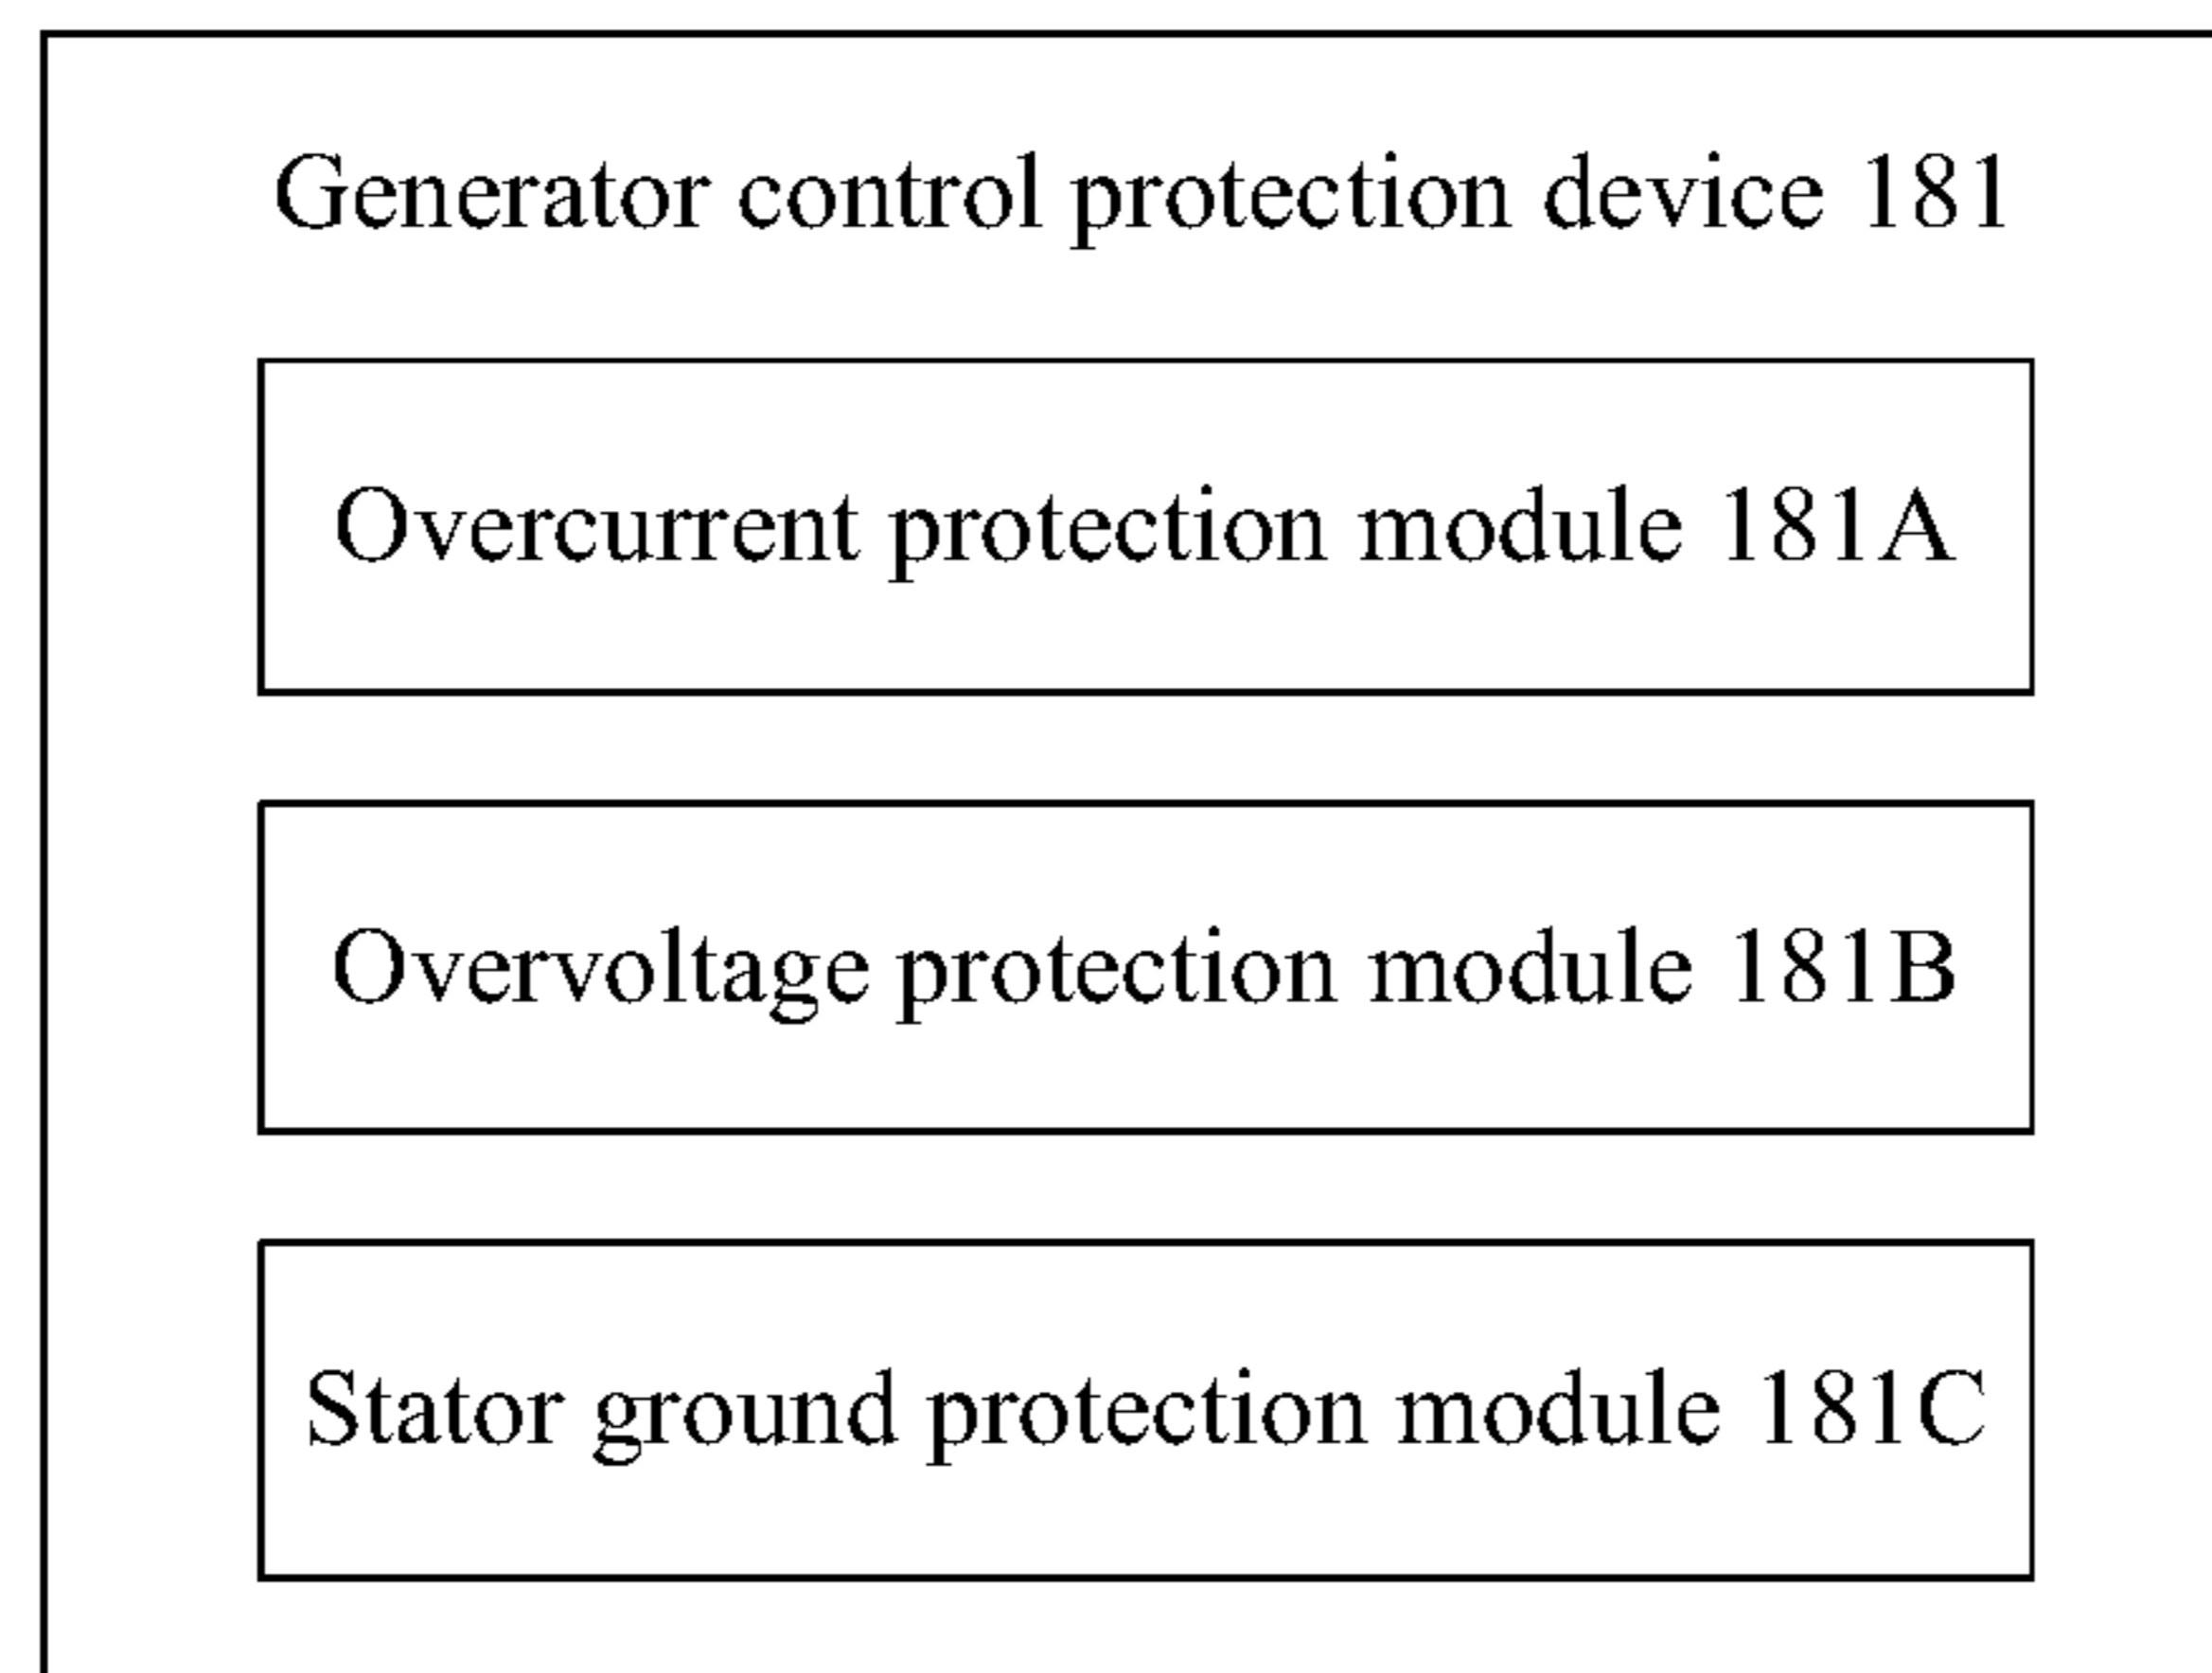 Generator control protection device 181
Overcurrent protection module 181A
Overvoltage protection module 181B
Stator ground protection module 181C